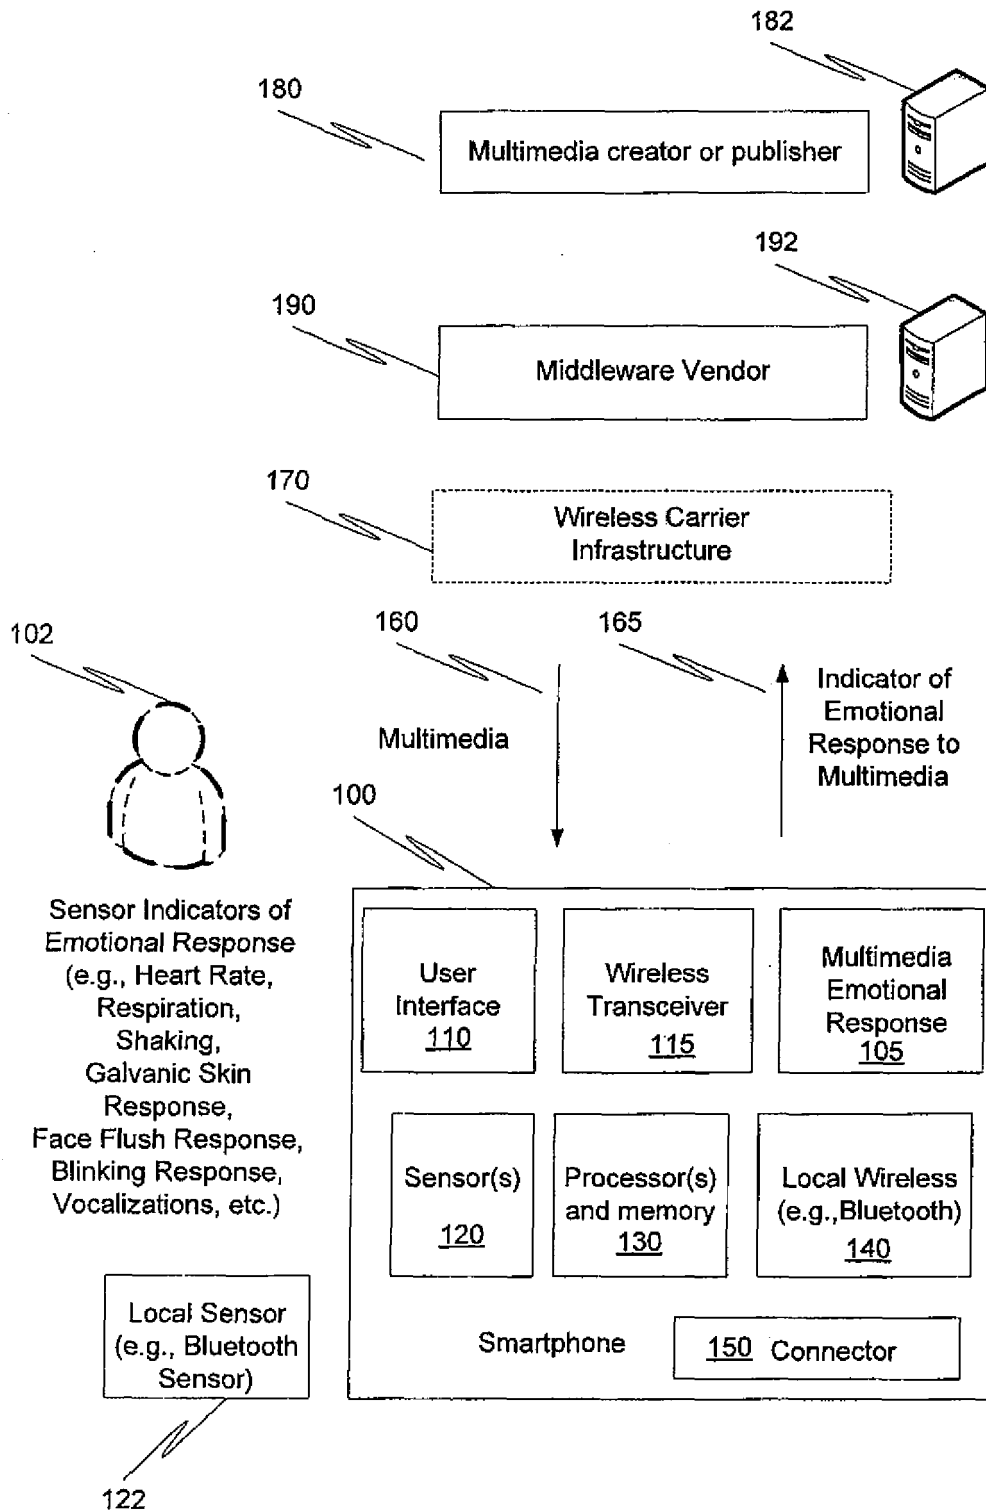 182
180
Multimedia creator or publisher
192
190
Middleware Vendor
170
Wireless Carrier
Infrastructure
102
160
165
Multimedia
Indicator of
Emotional
Response to
Multimedia
100
Sensor Indicators of
Emotional Response
(e.g., Heart Rate,
Respiration,
Shaking,
Galvanic Skin
Response,
Face Flush Response,
Blinking Response,
Vocalizations, etc.)
User
Interface
110
Wireless
Transceiver
115
Multimedia
Emotional
Response
105
Sensor(s)
120
Processor(s)
and memory
130
Local Wireless
(e.g.,Bluetooth)
140
Local Sensor
(e.g., Bluetooth
Sensor)
Smartphone
150 Connector
122